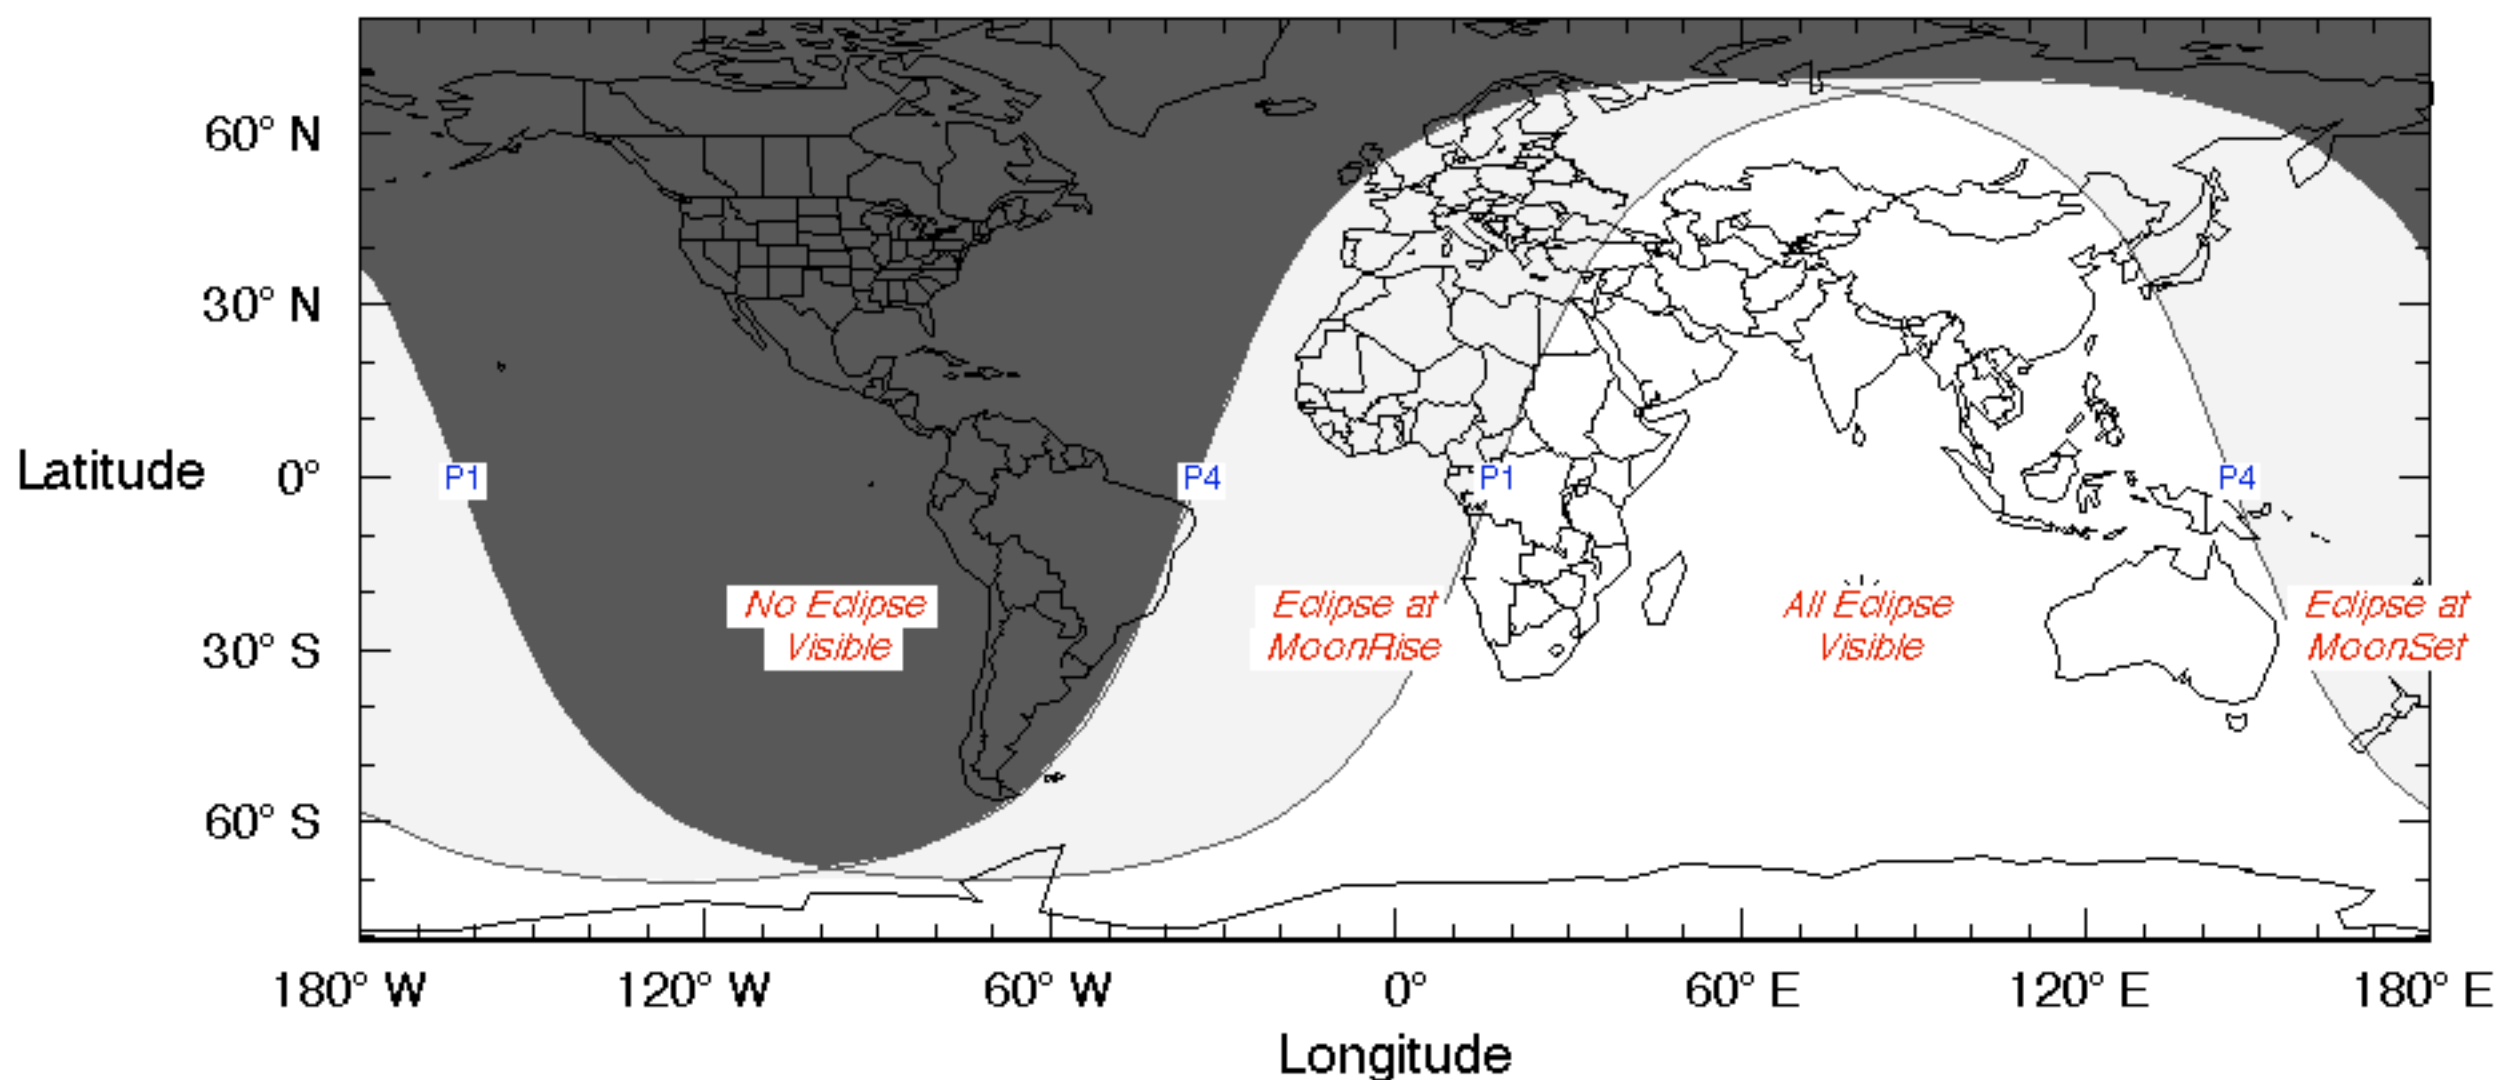 60° N
30° N
Latitude 0°
P1 P4 P1 P4
No Eclipse
Visible
Eclipse at
MoonRise
All Eclipse
Visible
Eclipse at
MoonSet
30° S
60° S
180° W 120° W 60° W 0° 60° E 120° E 180° E
Longitude